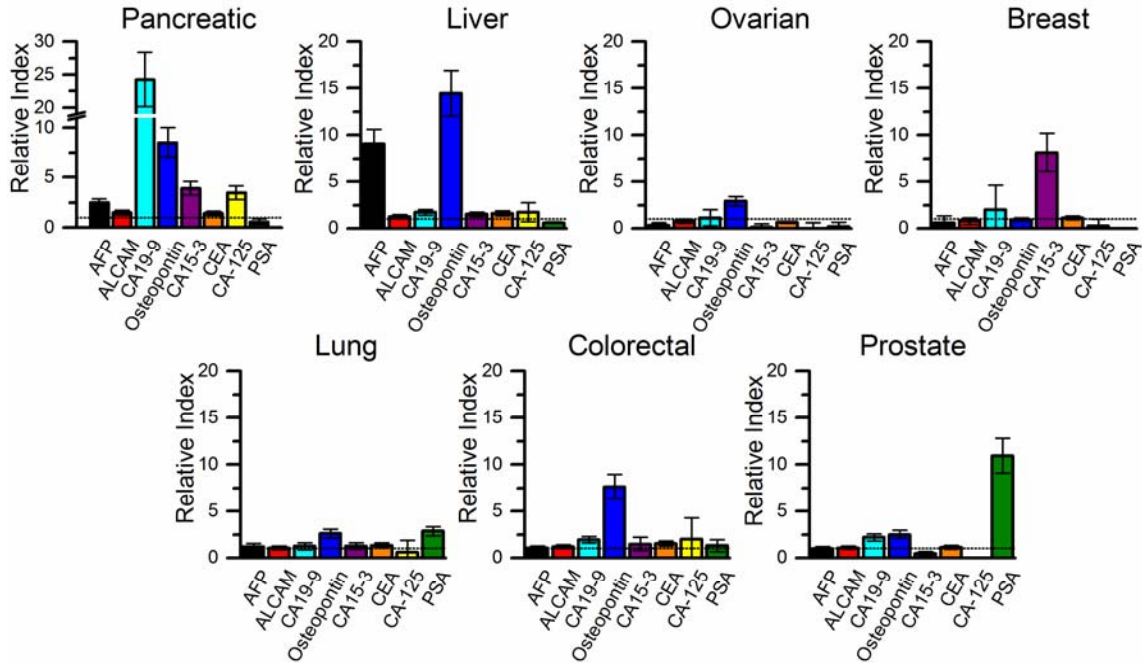 Pancreatic
Relative Index
30
25
20
10
5
0
AFP
ALCAM
CA19-9
Osteopontin
CA15-3
CEA
CA-125
PSA
Liver
Relative Index
20
15
10
5
0
AFP
ALCAM
CA19-9
Osteopontin
CA15-3
CEA
CA-125
PSA
Ovarian
Relative Index
20
15
10
5
0
AFP
ALCAM
CA19-9
Osteopontin
CA15-3
CEA
CA-125
PSA
Breast
Relative Index
20
15
10
5
0
AFP
ALCAM
CA19-9
Osteopontin
CA15-3
CEA
CA-125
PSA
Lung
Relative Index
20
15
10
5
0
AFP
ALCAM
CA19-9
Osteopontin
CA15-3
CEA
CA-125
PSA
Colorectal
Relative Index
20
15
10
5
0
AFP
ALCAM
CA19-9
Osteopontin
CA15-3
CEA
CA-125
PSA
Prostate
Relative Index
20
15
10
5
0
AFP
ALCAM
CA19-9
Osteopontin
CA15-3
CEA
CA-125
PSA